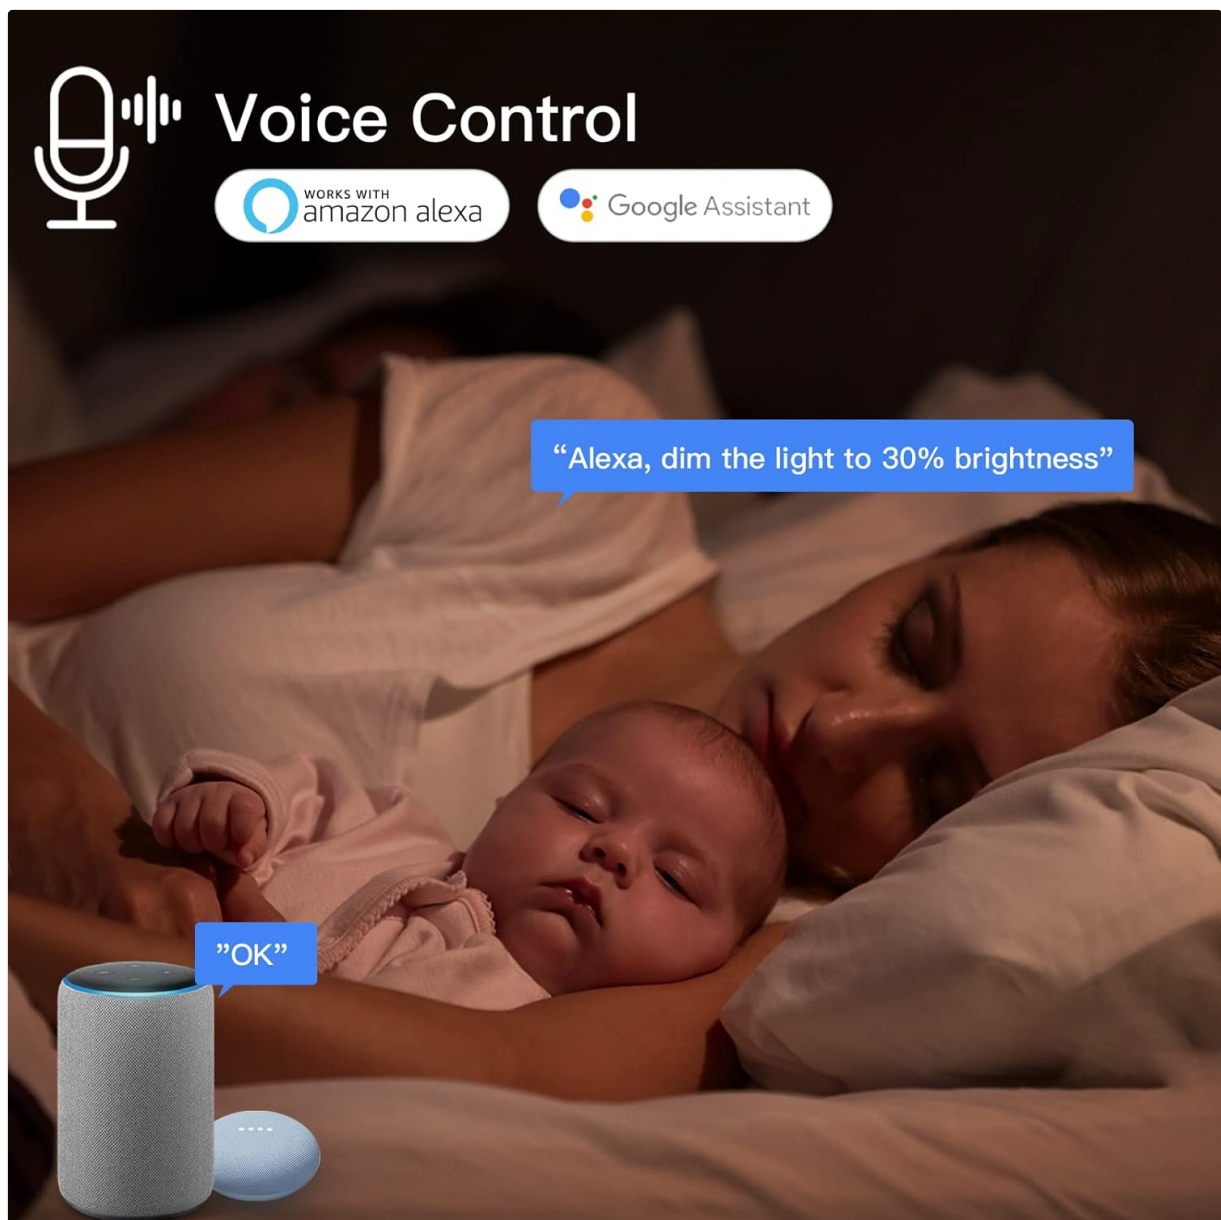 Voice Control
WORKS WITH
amazon alexa
Google Assistant
“Alexa, dim the light to 30% brightness”
”OK”